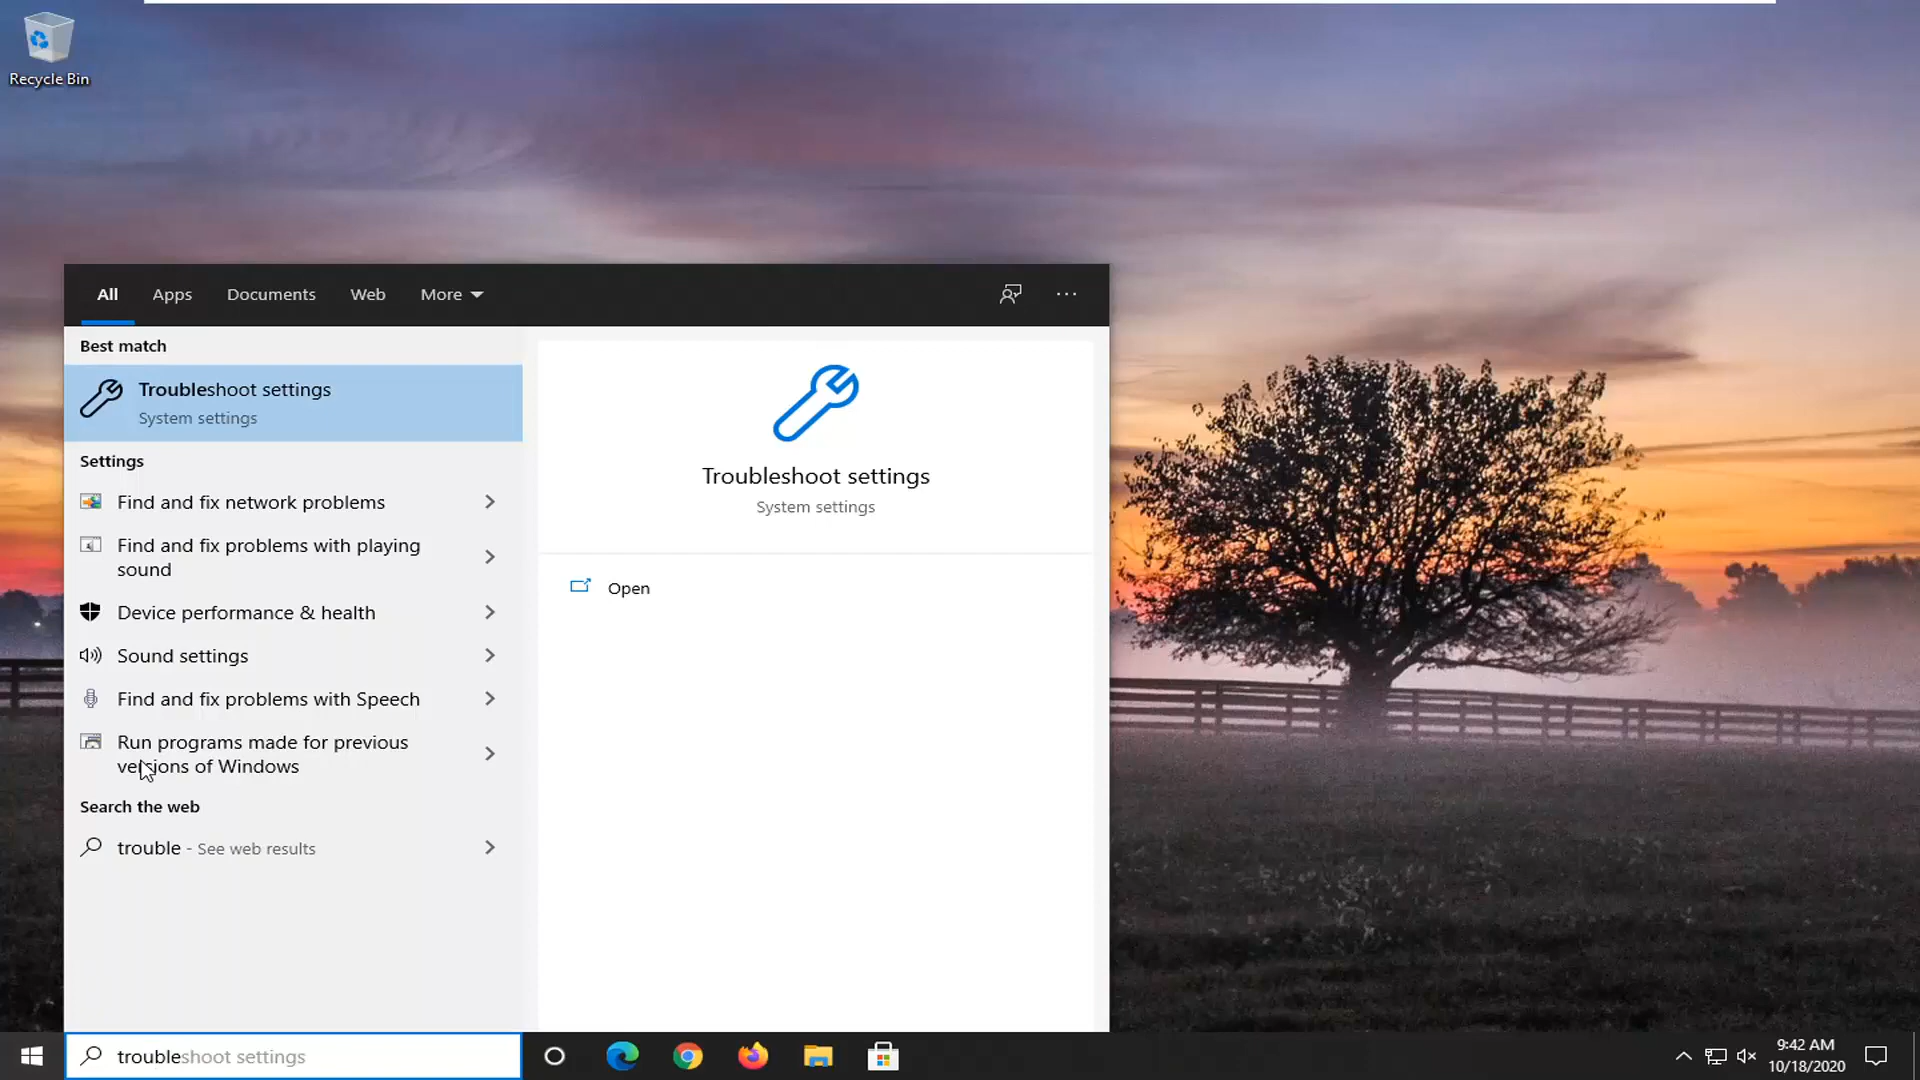 Recycle Bin
All Apps Documents Web More
Best match
Troubleshoot settings
System settings
Settings
Find and fix network problems
Find and fix problems with playing
sound
Device performance & health
Sound settings
Find and fix problems with Speech
Run programs made for previous
versions of Windows
Search the web
trouble - See web results
Troubleshoot settings
System settings
Open
troubleshoot settings
9:42 AM
10/18/2020